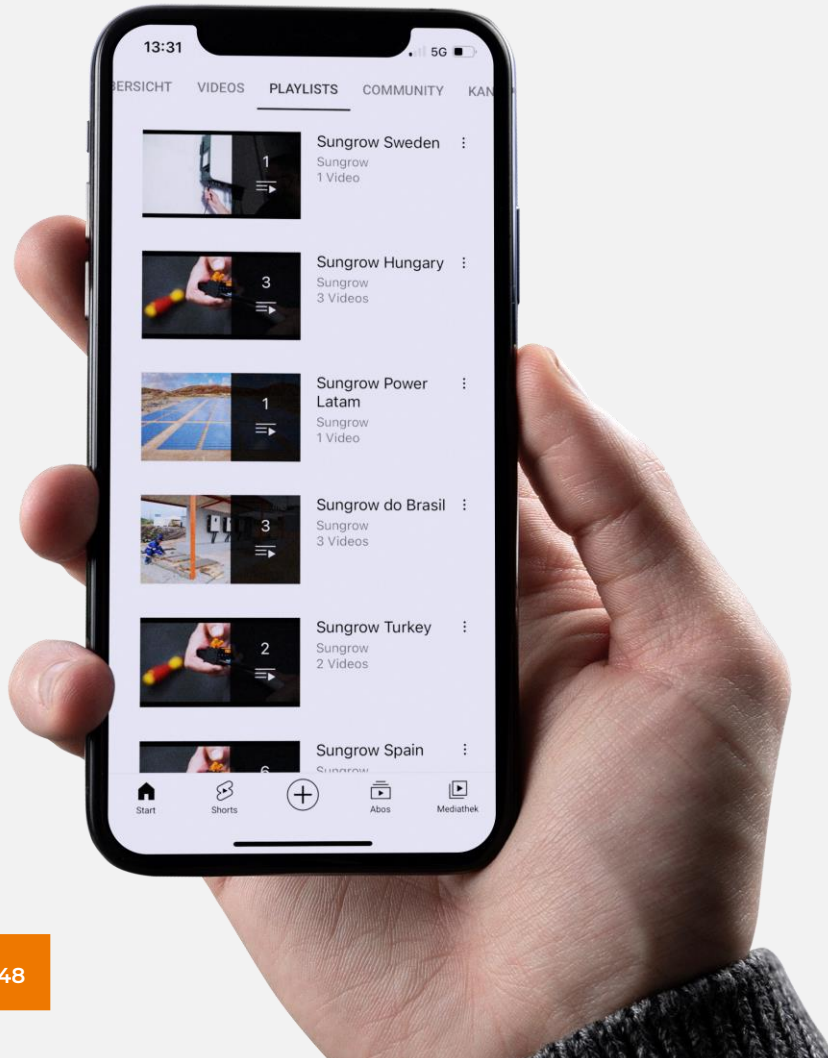 13:31
5G
BERSICHT VIDEOS PLAYLISTS COMMUNITY KAN
1
Sungrow Sweden
Sungrow
1 Video
3
Sungrow Hungary
Sungrow
3 Videos
1
Sungrow Power
Latam
Sungrow
1 Video
3
Sungrow do Brasil
Sungrow
3 Videos
2
Sungrow Turkey
Sungrow
2 Videos
6
Sungrow Spain
Sungrow
Start Shorts Abos Mediathek
48